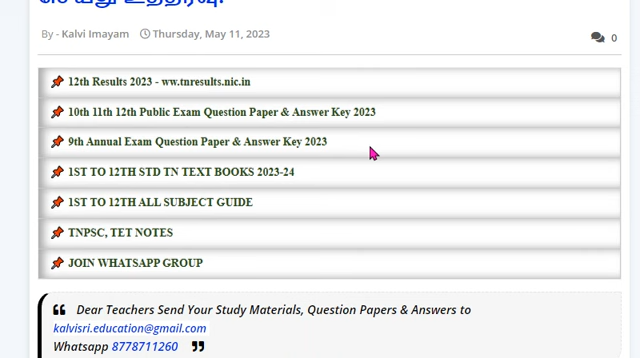 செய்து உத்தரவு!
By - Kalvi Imayam Thursday, May 11, 2023 0
12th Results 2023 - ww.tnresults.nic.in
10th 11th 12th Public Exam Question Paper & Answer Key 2023
9th Annual Exam Question Paper & Answer Key 2023
1ST TO 12TH STD TN TEXT BOOKS 2023-24
1ST TO 12TH ALL SUBJECT GUIDE
TNPSC, TET NOTES
JOIN WHATSAPP GROUP
Dear Teachers Send Your Study Materials, Question Papers & Answers to
kalvisri.education@gmail.com
Whatsapp 8778711260